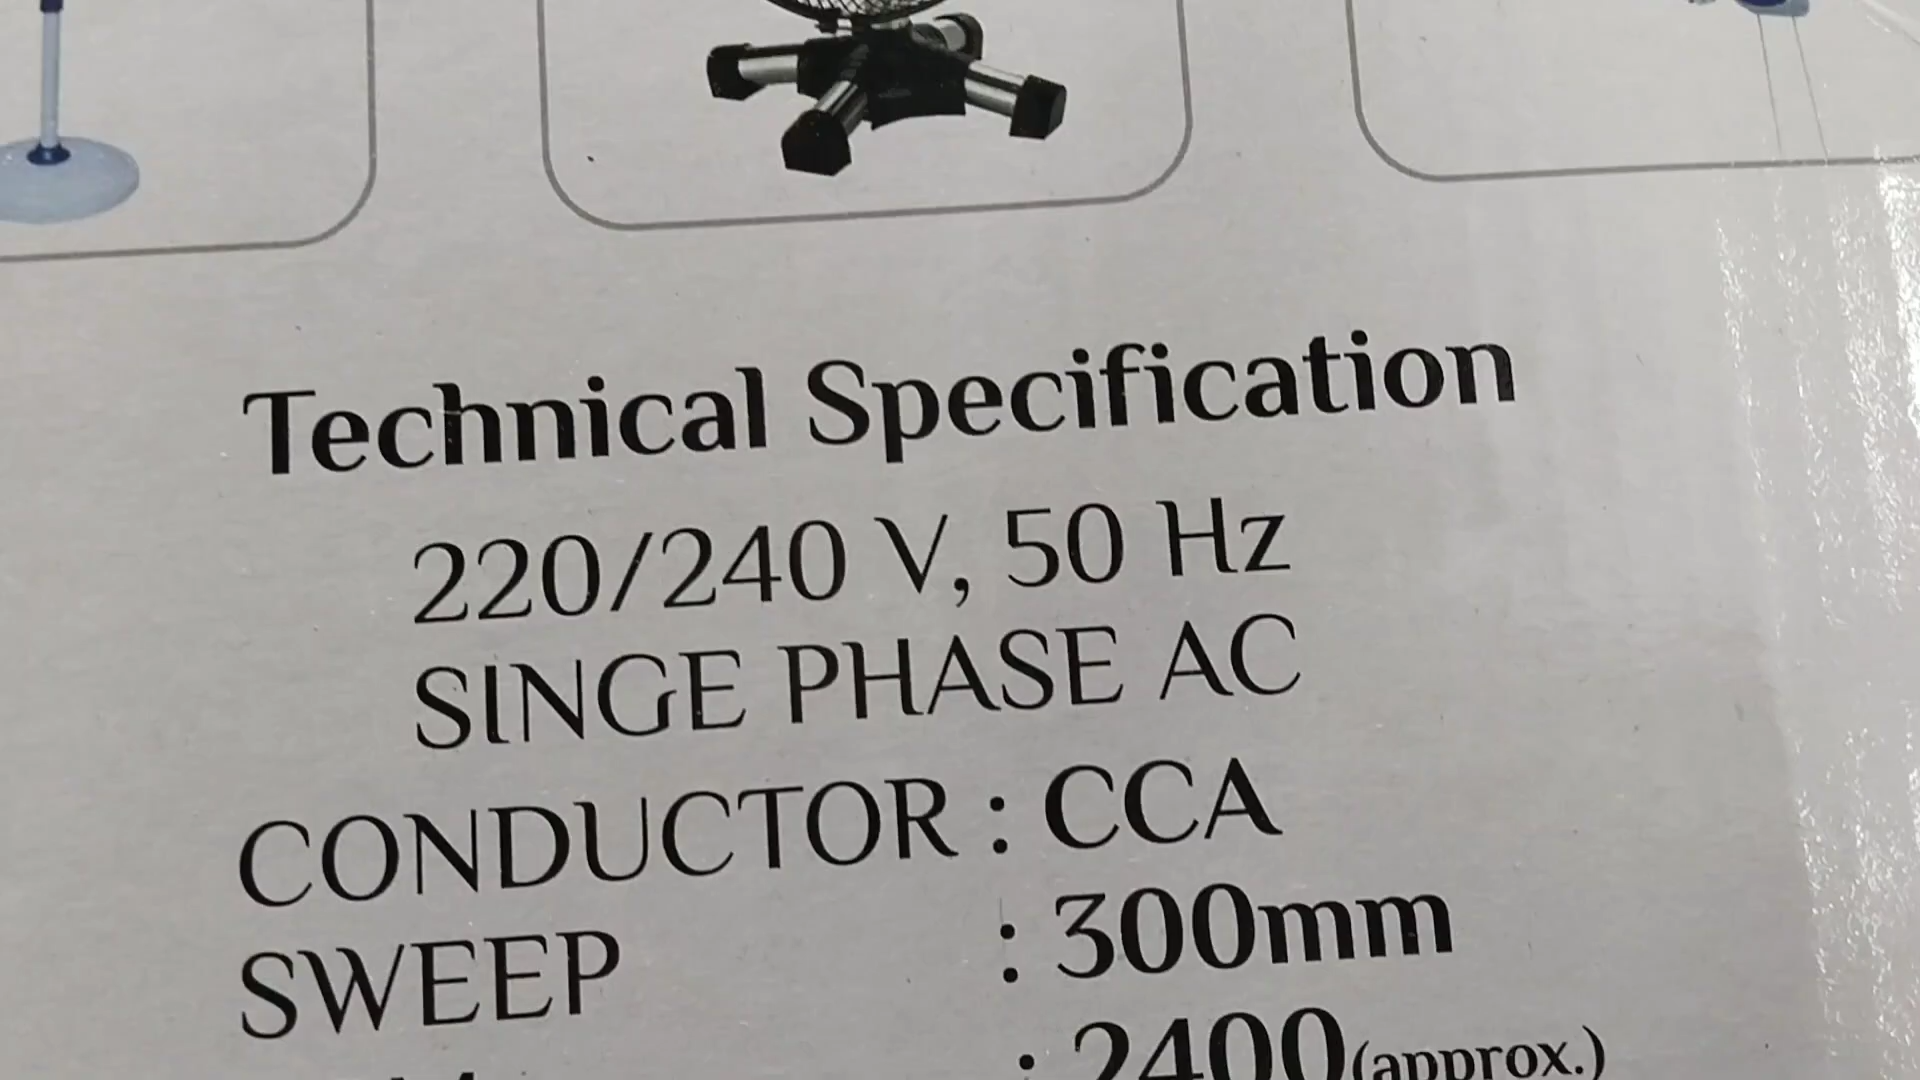 Technical Specification
220/240 V, 50 Hz
SINGE PHASE AC
CONDUCTOR : CCA
SWEEP : 300mm
: 2400(approx.)